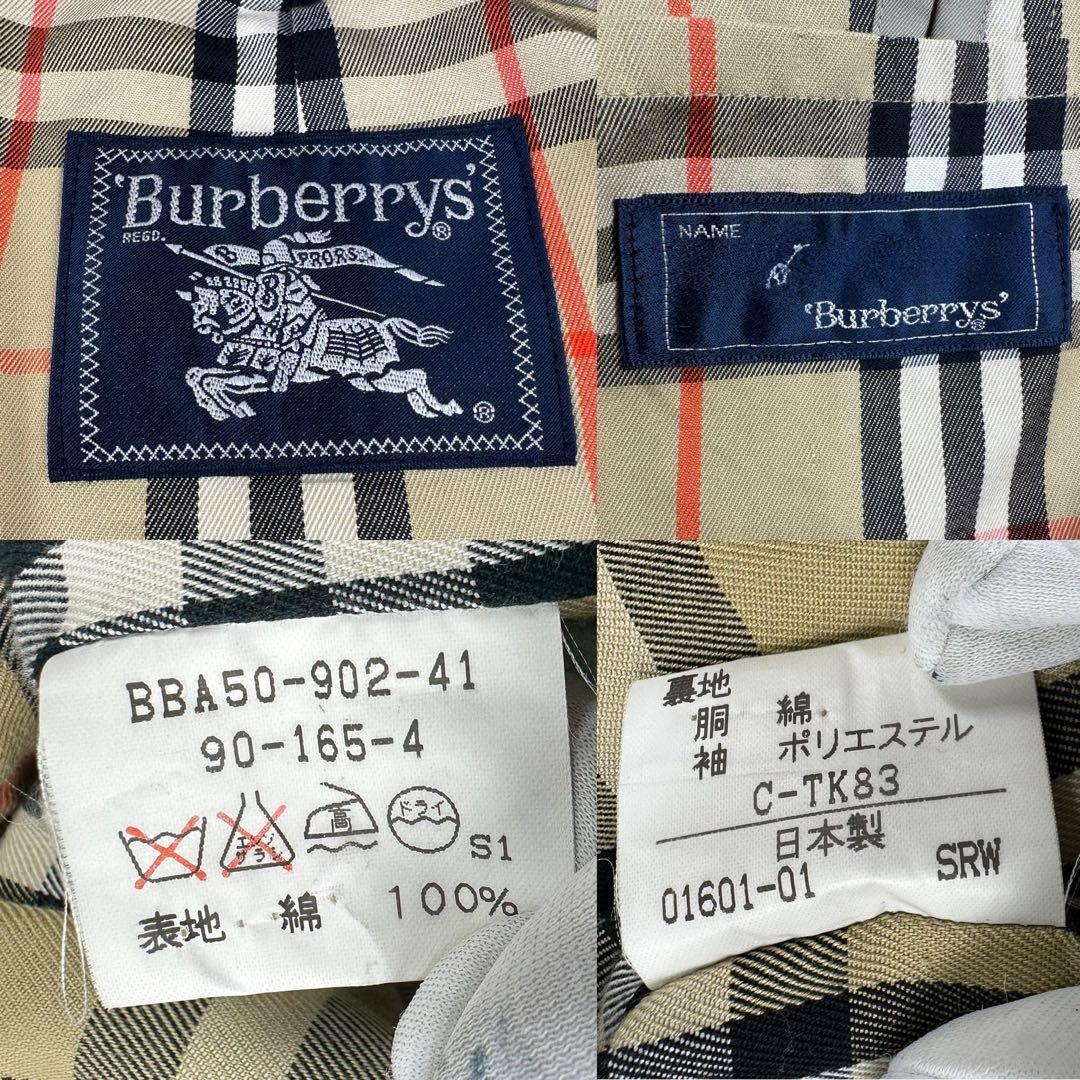 'Burberrys'®
REGD.
B PRORSUM
B
®
NAME
'Burberrys'®
BBA50-902-41
90-165-4
エンソ
サラシ
高
ドライ
S1
表地 綿 100%
裏地
胴 綿
袖 ポリエステル
C-TK83
日本製
01601-01 SRW